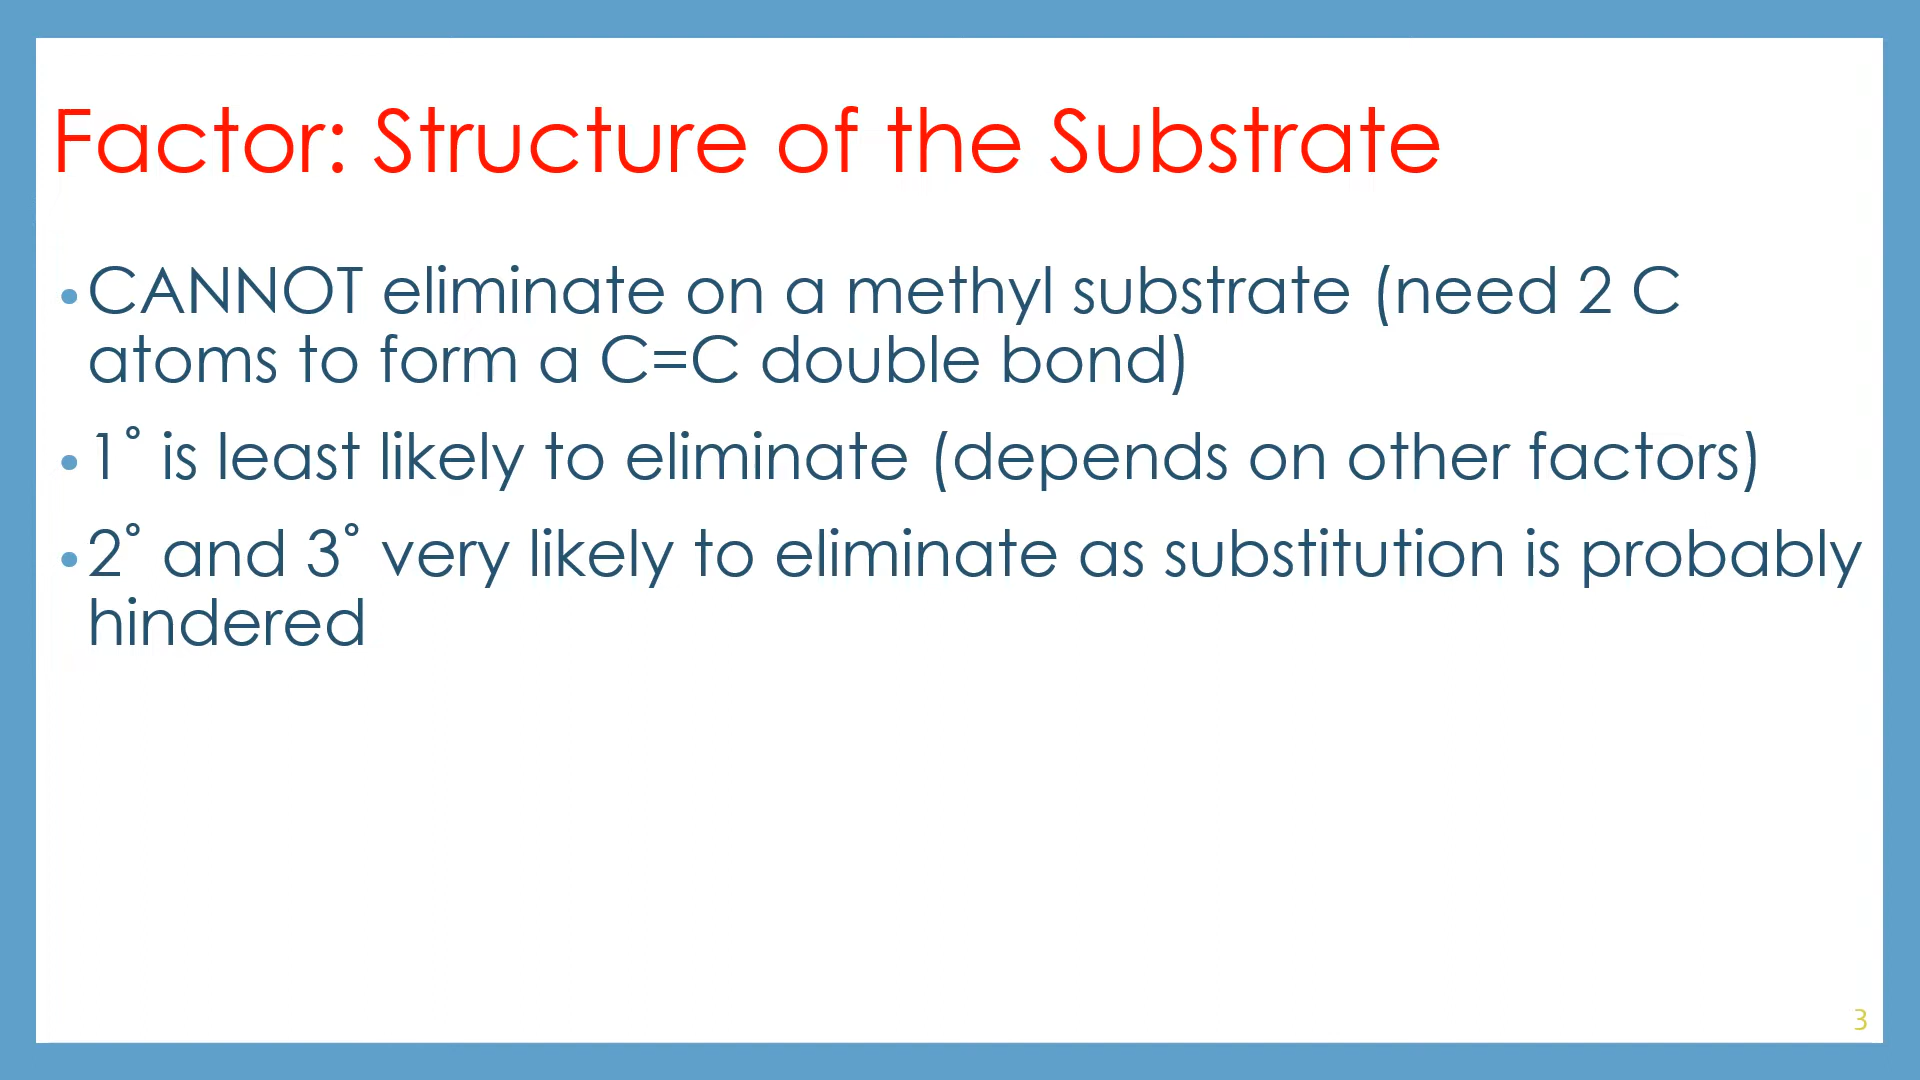 Factor: Structure of the Substrate
• CANNOT eliminate on a methyl substrate (need 2 C
atoms to form a C=C double bond)
• 1˚ is least likely to eliminate (depends on other factors)
• 2˚ and 3˚ very likely to eliminate as substitution is probably
hindered
3